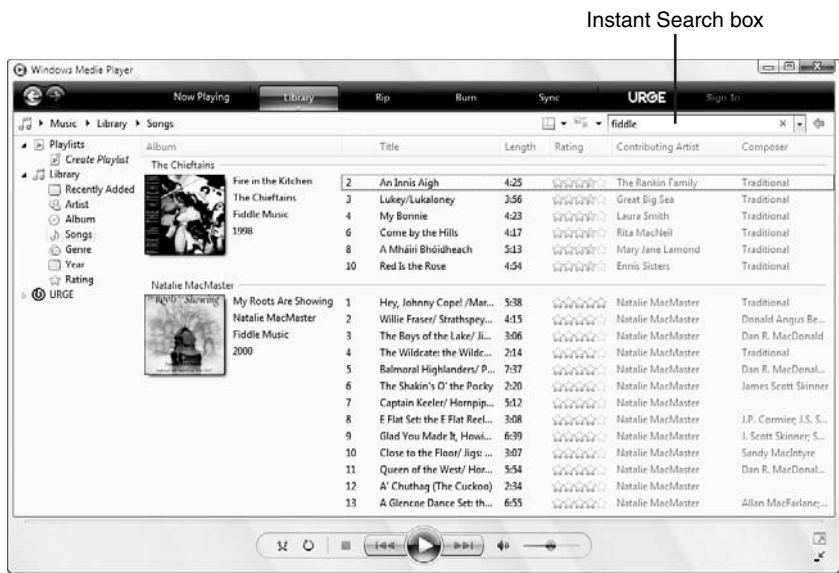 Instant Search box
Windows Media Player
Now Playing Library Rip Burn Sync URGE Sign In
Music Library Songs fiddle
Playlists
Create Playlist
Library
Recently Added
Artist
Album
Songs
Genre
Year
Rating
URGE
Album Title Length Rating Contributing Artist Composer
The Chieftains
Fire in the Kitchen
The Chieftains
Fiddle Music
1998
2 An Innis Aigh 4:25 The Rankin Family Traditional
3 Lukey/Lukaloney 3:56 Great Big Sea Traditional
4 My Bonnie 4:23 Laura Smith Traditional
6 Come by the Hills 4:17 Rita MacNeil Traditional
8 A Mháiri Bhóidheach 5:13 Mary Jane Lamond Traditional
10 Red Is the Rose 4:54 Ennis Sisters Traditional
Natalie MacMaster
My Roots Are Showing
Natalie MacMaster
Fiddle Music
2000
1 Hey, Johnny Cope! /Mar... 5:38 Natalie MacMaster Traditional
2 Willie Fraser/ Strathspey... 4:15 Natalie MacMaster Donald Angus Be...
3 The Boys of the Lake/ Ji... 3:06 Natalie MacMaster Dan R. MacDonald
4 The Wildcate: the Wildc... 2:14 Natalie MacMaster Traditional
5 Balmoral Highlanders/ P... 7:37 Natalie MacMaster Dan R. MacDonal...
6 The Shakin's O' the Pocky 2:20 Natalie MacMaster James Scott Skinner
7 Captain Keeler/ Hornpip... 5:12 Natalie MacMaster
8 E Flat Set: the E Flat Reel... 3:08 Natalie MacMaster J.P. Cormier; J.S. S...
9 Glad You Made It, Howi... 6:39 Natalie MacMaster J. Scott Skinner; S...
10 Close to the Floor/ Jigs: ... 3:07 Natalie MacMaster Sandy MacIntyre
11 Queen of the West/ Hor... 5:54 Natalie MacMaster Dan R. MacDonal...
12 A' Chuthag (The Cuckoo) 2:34 Natalie MacMaster
13 A Glencoe Dance Set: th... 6:55 Natalie MacMaster Allan MacFarlane;...